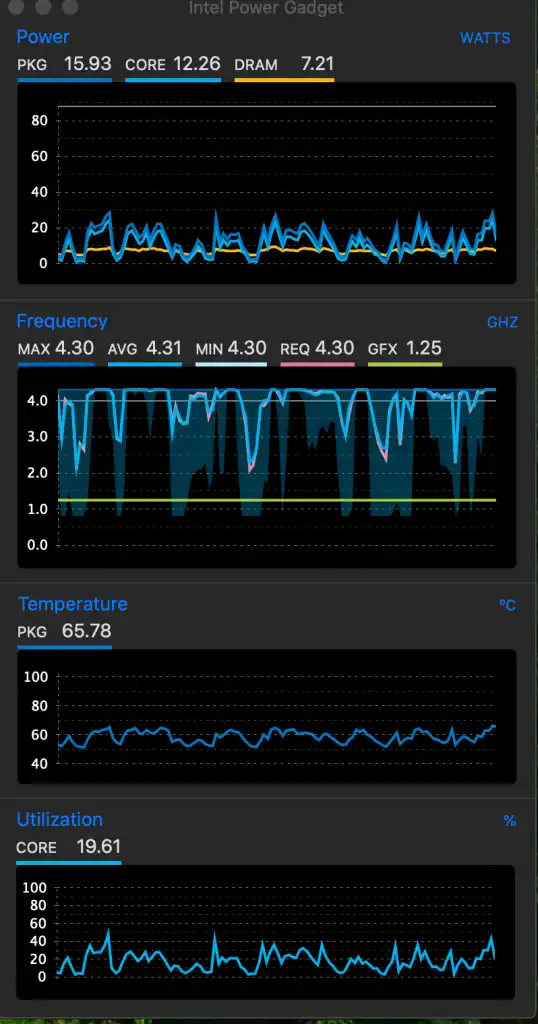 Intel Power Gadget
Power WATTS
PKG 15.93 CORE 12.26 DRAM 7.21
80
60
40
20
0
Frequency GHZ
MAX 4.30 AVG 4.31 MIN 4.30 REQ 4.30 GFX 1.25
4.0
3.0
2.0
1.0
0.0
Temperature ºC
PKG 65.78
100
80
60
40
Utilization %
CORE 19.61
100
80
60
40
20
0